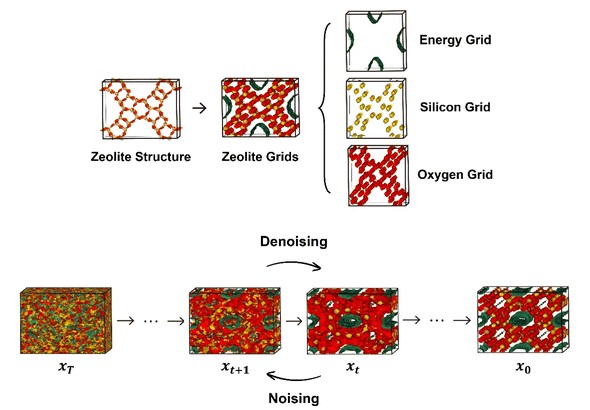 Energy Grid
Silicon Grid
Oxygen Grid
Zeolite Structure
Zeolite Grids
Denoising
x_T
x_{t+1}
x_t
x_0
Noising